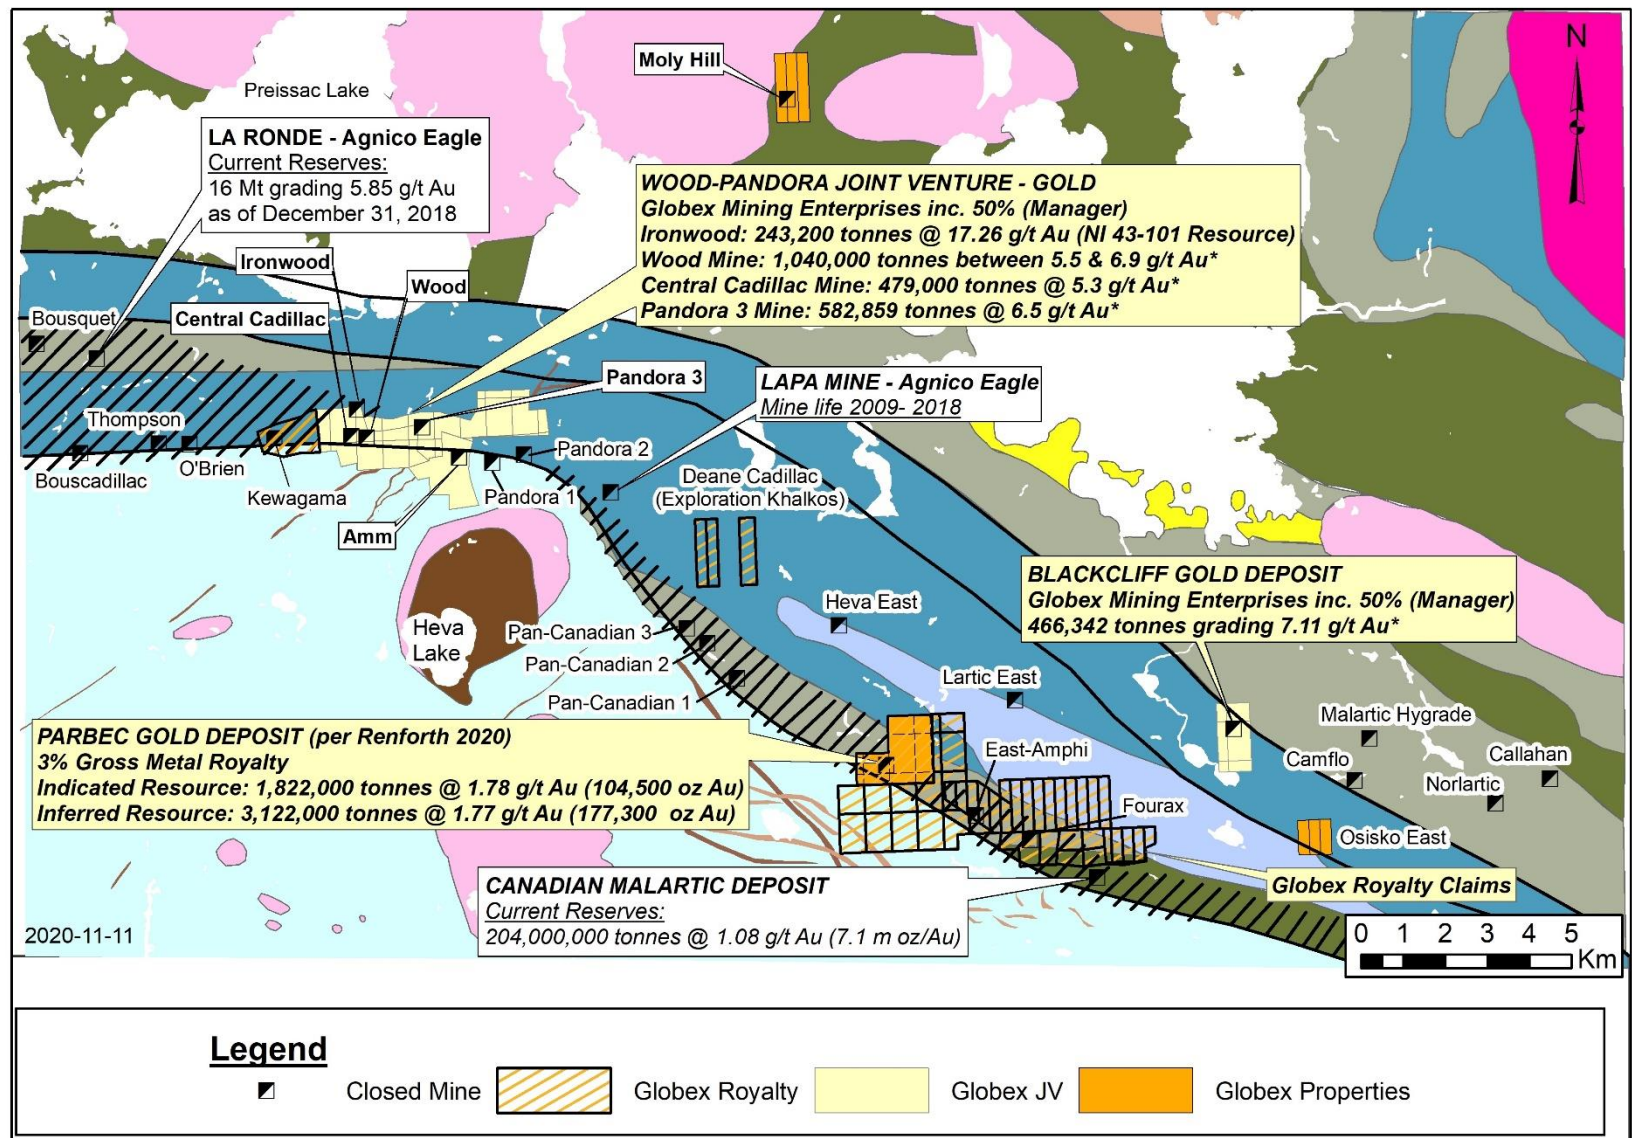 N
Moly Hill
Preissac Lake
LA RONDE - Agnico Eagle
Current Reserves:
16 Mt grading 5.85 g/t Au
as of December 31, 2018
WOOD-PANDORA JOINT VENTURE - GOLD
Globex Mining Enterprises inc. 50% (Manager)
Ironwood: 243,200 tonnes @ 17.26 g/t Au (NI 43-101 Resource)
Wood Mine: 1,040,000 tonnes between 5.5 & 6.9 g/t Au*
Central Cadillac Mine: 479,000 tonnes @ 5.3 g/t Au*
Pandora 3 Mine: 582,859 tonnes @ 6.5 g/t Au*
Ironwood
Wood
Central Cadillac
Bousquet
Pandora 3
LAPA MINE - Agnico Eagle
Mine life 2009- 2018
Thompson
O'Brien
Bouscadillac
Kewagama
Amm
Pandora 1
Pandora 2
Deane Cadillac
(Exploration Khalkos)
Heva
Lake
Pan-Canadian 3
Pan-Canadian 2
Pan-Canadian 1
Heva East
Lartic East
BLACKCLIFF GOLD DEPOSIT
Globex Mining Enterprises inc. 50% (Manager)
466,342 tonnes grading 7.11 g/t Au*
Malartic Hygrade
Camflo
Callahan
Norlartic
PARBEC GOLD DEPOSIT (per Renforth 2020)
3% Gross Metal Royalty
Indicated Resource: 1,822,000 tonnes @ 1.78 g/t Au (104,500 oz Au)
Inferred Resource: 3,122,000 tonnes @ 1.77 g/t Au (177,300 oz Au)
East-Amphi
Fourax
Osisko East
Globex Royalty Claims
CANADIAN MALARTIC DEPOSIT
Current Reserves:
204,000,000 tonnes @ 1.08 g/t Au (7.1 m oz/Au)
2020-11-11
0 1 2 3 4 5
Km
Legend
Closed Mine
Globex Royalty
Globex JV
Globex Properties